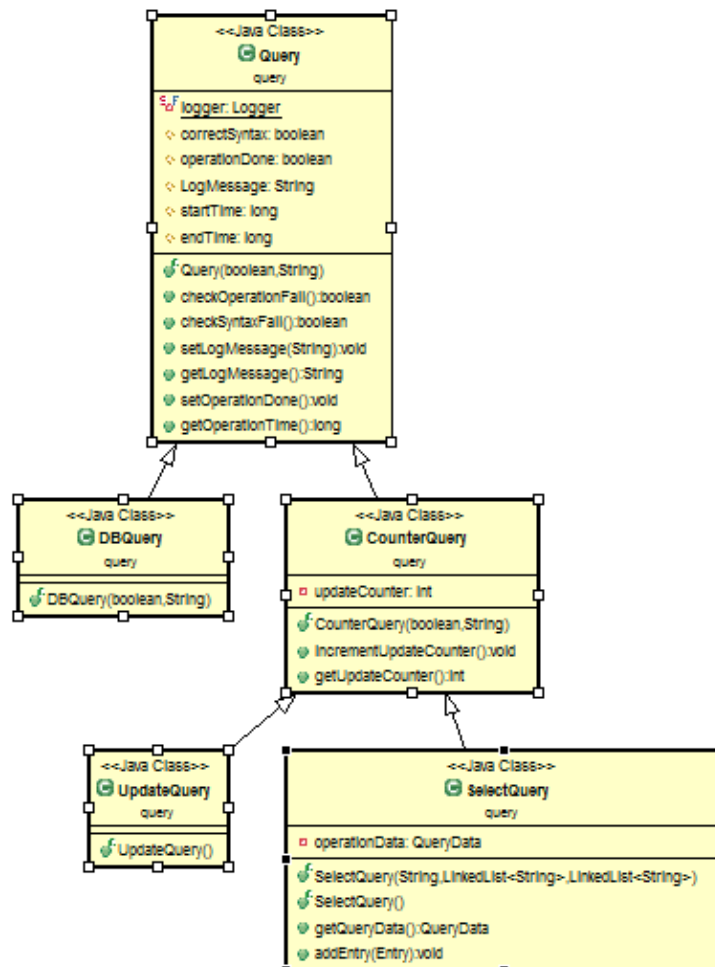 <<Java Class>>
Query
query
logger: Logger
correctSyntax: boolean
operationDone: boolean
LogMessage: String
startTime: long
endTime: long
Query(boolean,String)
checkOperationFail():boolean
checkSyntaxFail():boolean
setLogMessage(String):void
getLogMessage():String
setOperationDone():void
getOperationTime():long
<<Java Class>>
DBQuery
query
DBQuery(boolean,String)
<<Java Class>>
CounterQuery
query
updateCounter: int
CounterQuery(boolean,String)
incrementUpdateCounter():void
getUpdateCounter():int
<<Java Class>>
UpdateQuery
query
UpdateQuery()
<<Java Class>>
SelectQuery
query
operationData: QueryData
SelectQuery(String,LinkedList<String>,LinkedList<String>)
SelectQuery()
getQueryData():QueryData
addEntry(Entry):void